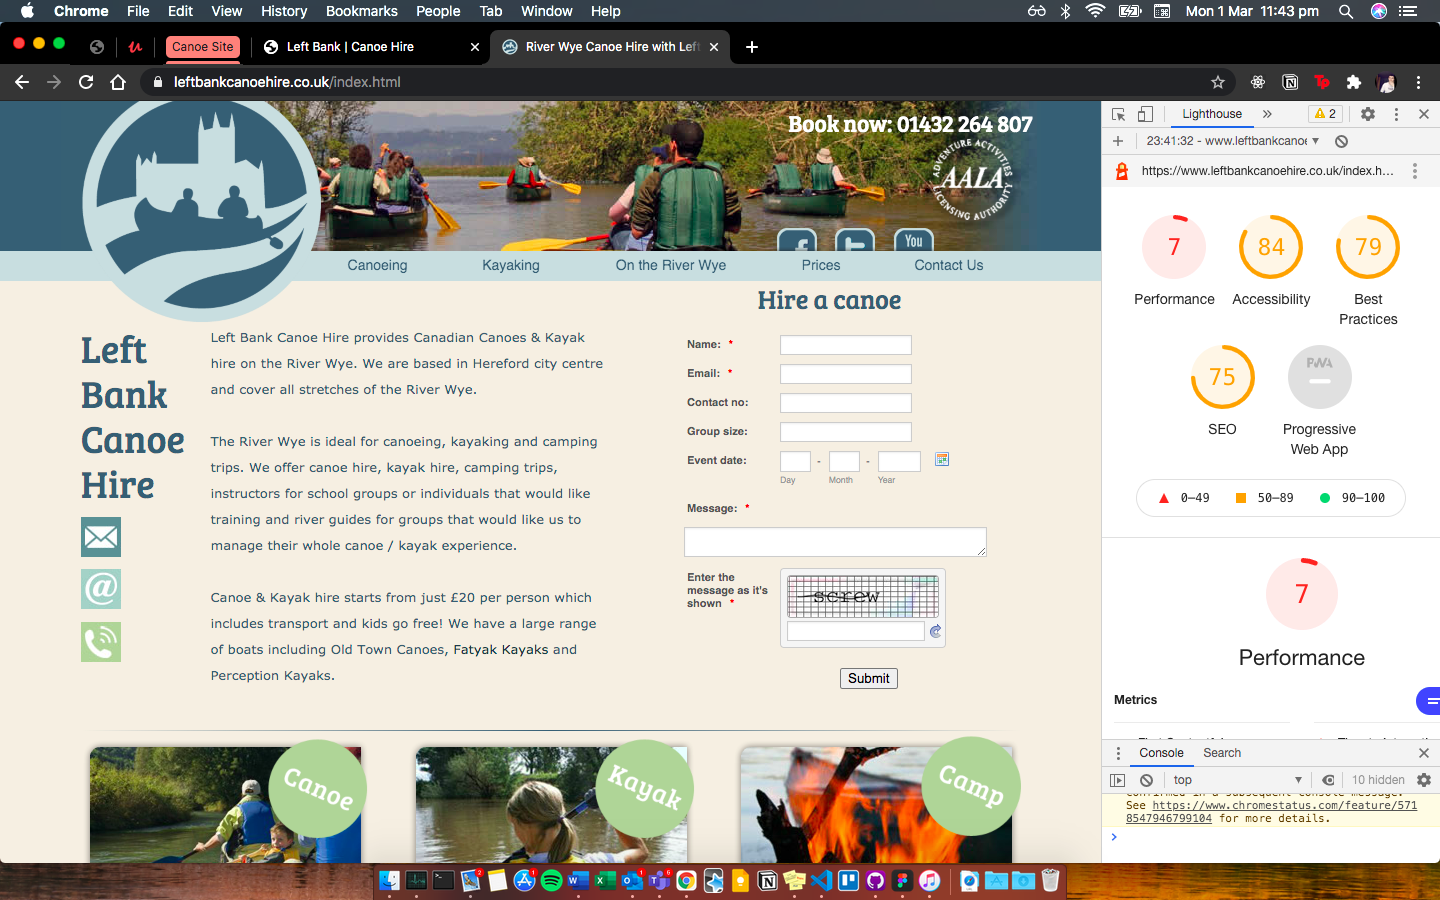 Chrome File Edit View History Bookmarks People Tab Window Help Mon 1 Mar 11:43 pm
Canoe Site Left Bank | Canoe Hire River Wye Canoe Hire with Left
leftbankcanoehire.co.uk/index.html
Book now: 01432 264 807
ADVENTURE ACTIVITIES
AALA
LICENSING AUTHORITY
You
Canoeing Kayaking On the River Wye Prices Contact Us
Left
Bank
Canoe
Hire
Left Bank Canoe Hire provides Canadian Canoes & Kayak
hire on the River Wye. We are based in Hereford city centre
and cover all stretches of the River Wye.
The River Wye is ideal for canoeing, kayaking and camping
trips. We offer canoe hire, kayak hire, camping trips,
instructors for school groups or individuals that would like
training and river guides for groups that would like us to
manage their whole canoe / kayak experience.
Canoe & Kayak hire starts from just £20 per person which
includes transport and kids go free! We have a large range
of boats including Old Town Canoes, Fatyak Kayaks and
Perception Kayaks.
Hire a canoe
Name: *
Email: *
Contact no:
Group size:
Event date: - -
Day Month Year
Message: *
Enter the
message as it's
shown *
screw
Submit
Canoe
Kayak
Camp
Lighthouse 2
23:41:32 - www.leftbankcanoe
https://www.leftbankcanoehire.co.uk/index.h...
7 84 79
Performance Accessibility Best
Practices
75 PWA
SEO Progressive
Web App
0–49 50–89 90–100
7
Performance
Metrics
Console Search
top 10 hidden
confirmed in a subsequent console message.
See https://www.chromestatus.com/feature/571
8547946799104 for more details.